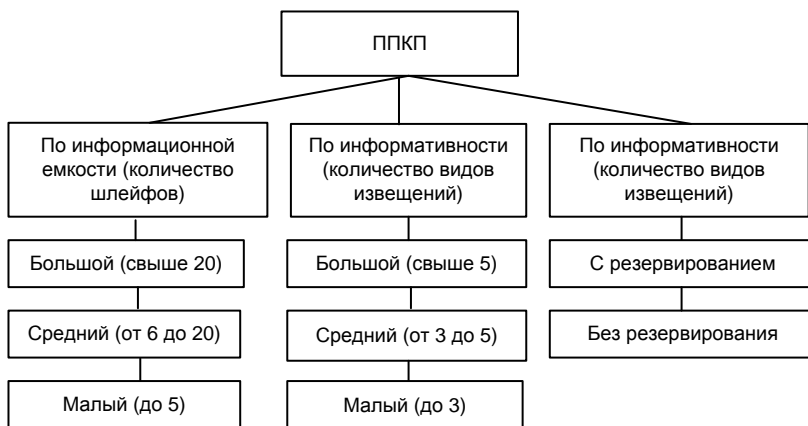 ППКП
По информационной
емкости (количество
шлейфов)
По информативности
(количество видов
извещений)
По информативности
(количество видов
извещений)
Большой (свыше 20)
Большой (свыше 5)
С резервированием
Средний (от 6 до 20)
Средний (от 3 до 5)
Без резервирования
Малый (до 5)
Малый (до 3)